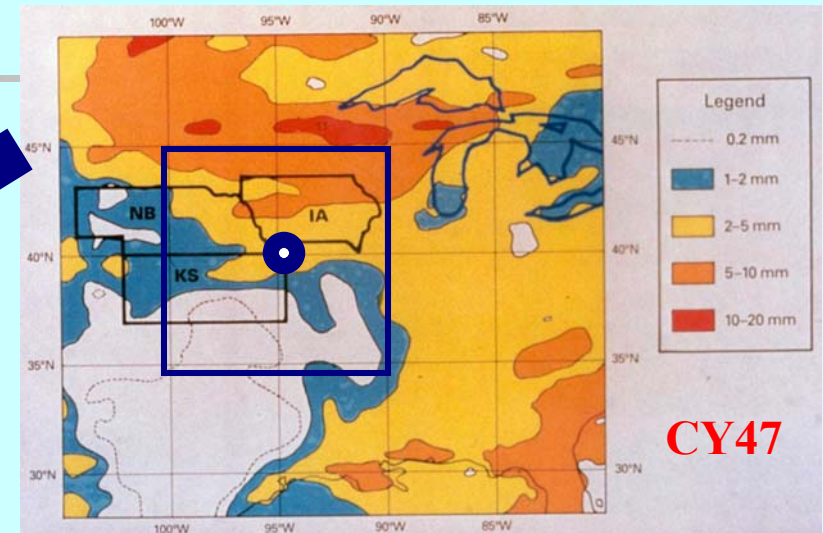 100°W 95°W 90°W 85°W
45°N 45°N
40°N 40°N
35°N 35°N
30°N 30°N
100°W 95°W 90°W 85°W
NB
IA
KS
Legend
0.2 mm
1–2 mm
2–5 mm
5–10 mm
10–20 mm
CY47